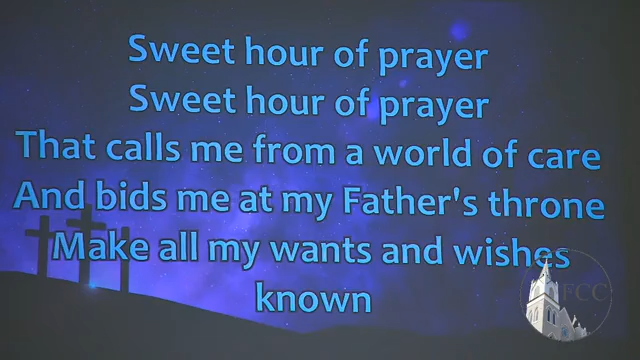 Sweet hour of prayer
Sweet hour of prayer
That calls me from a world of care
And bids me at my Father's throne
Make all my wants and wishes
known
FCC